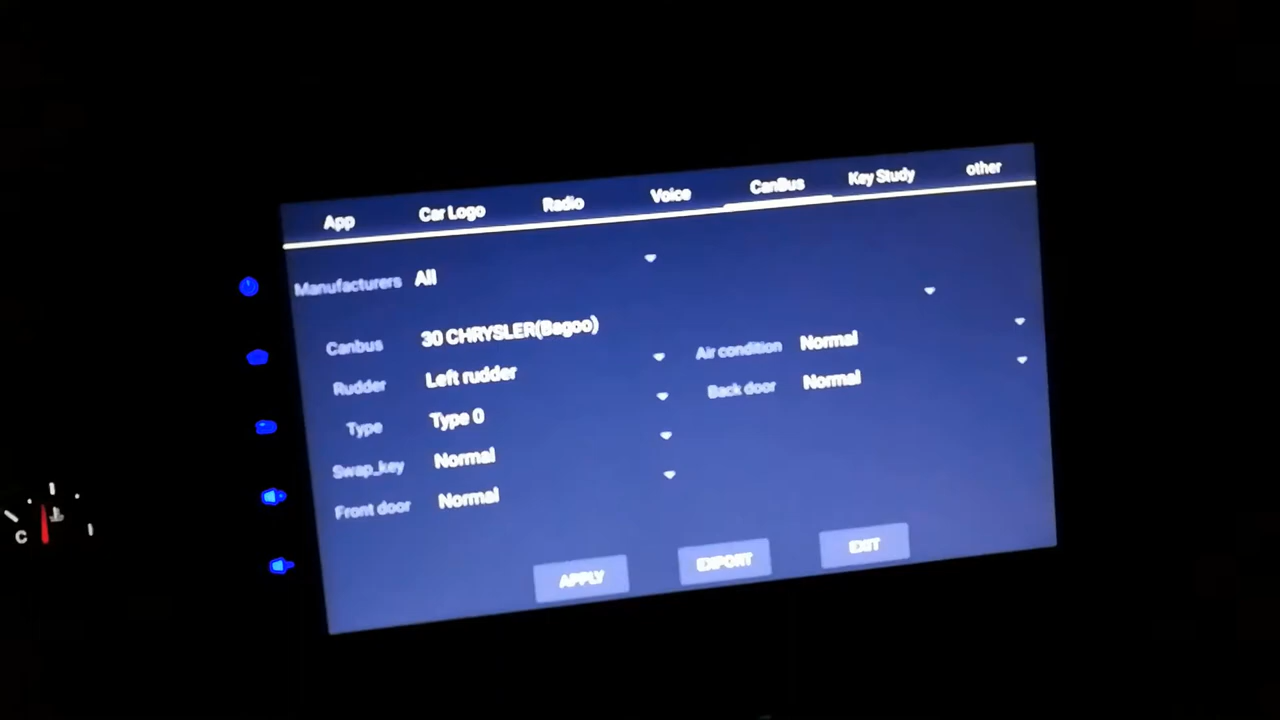 App Car Logo Radio Voice CanBus Key Study other
Manufacturers All
Canbus 30 CHRYSLER(Bagoo)
Rudder Left rudder Air condition Normal
Type Type 0 Back door Normal
Swap_key Normal
Front door Normal
APPLY EXPORT EXIT
C